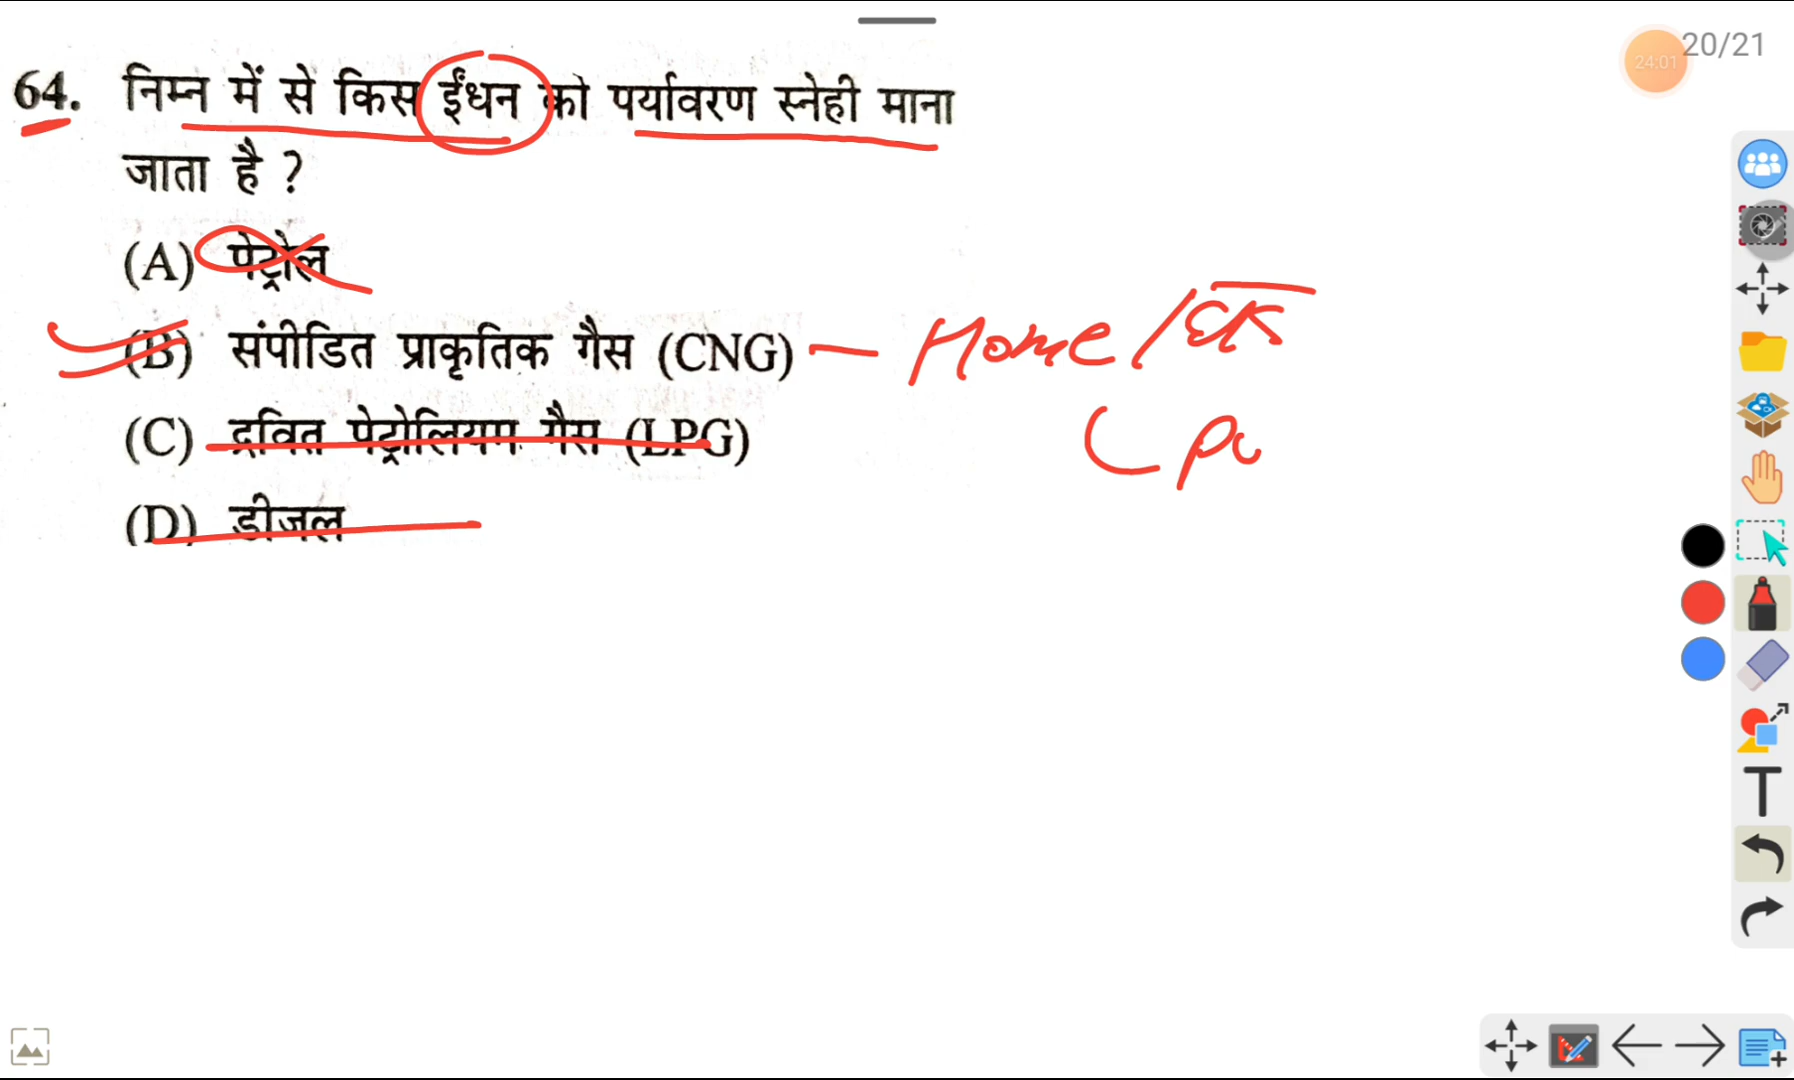 20/21
24:01
64. निम्न में से किस ईंधन को पर्यावरण स्नेही माना
जाता है ?
(A) पेट्रोल
(B) संपीडित प्राकृतिक गैस (CNG) — Home /
(C) द्रवित पेट्रोलियम गैस (LPG)
(D) डीजल